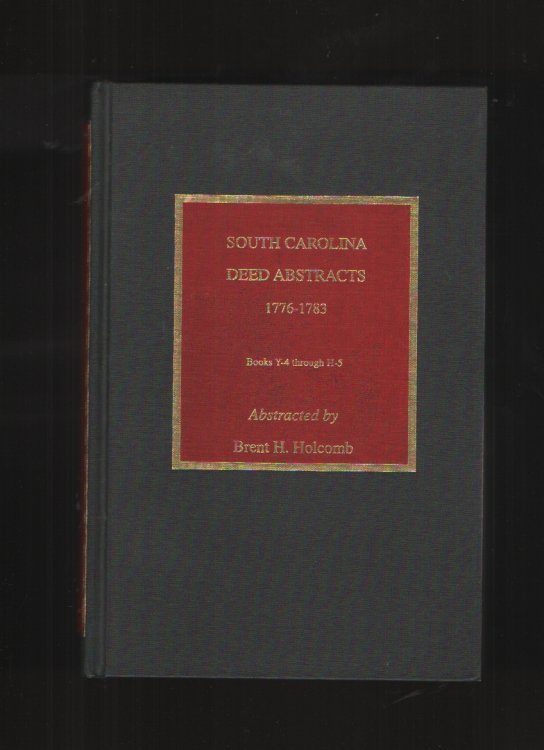 SOUTH CAROLINA
DEED ABSTRACTS
1776-1783
Books Y-4 through H-5
Abstracted by
Brent H. Holcomb